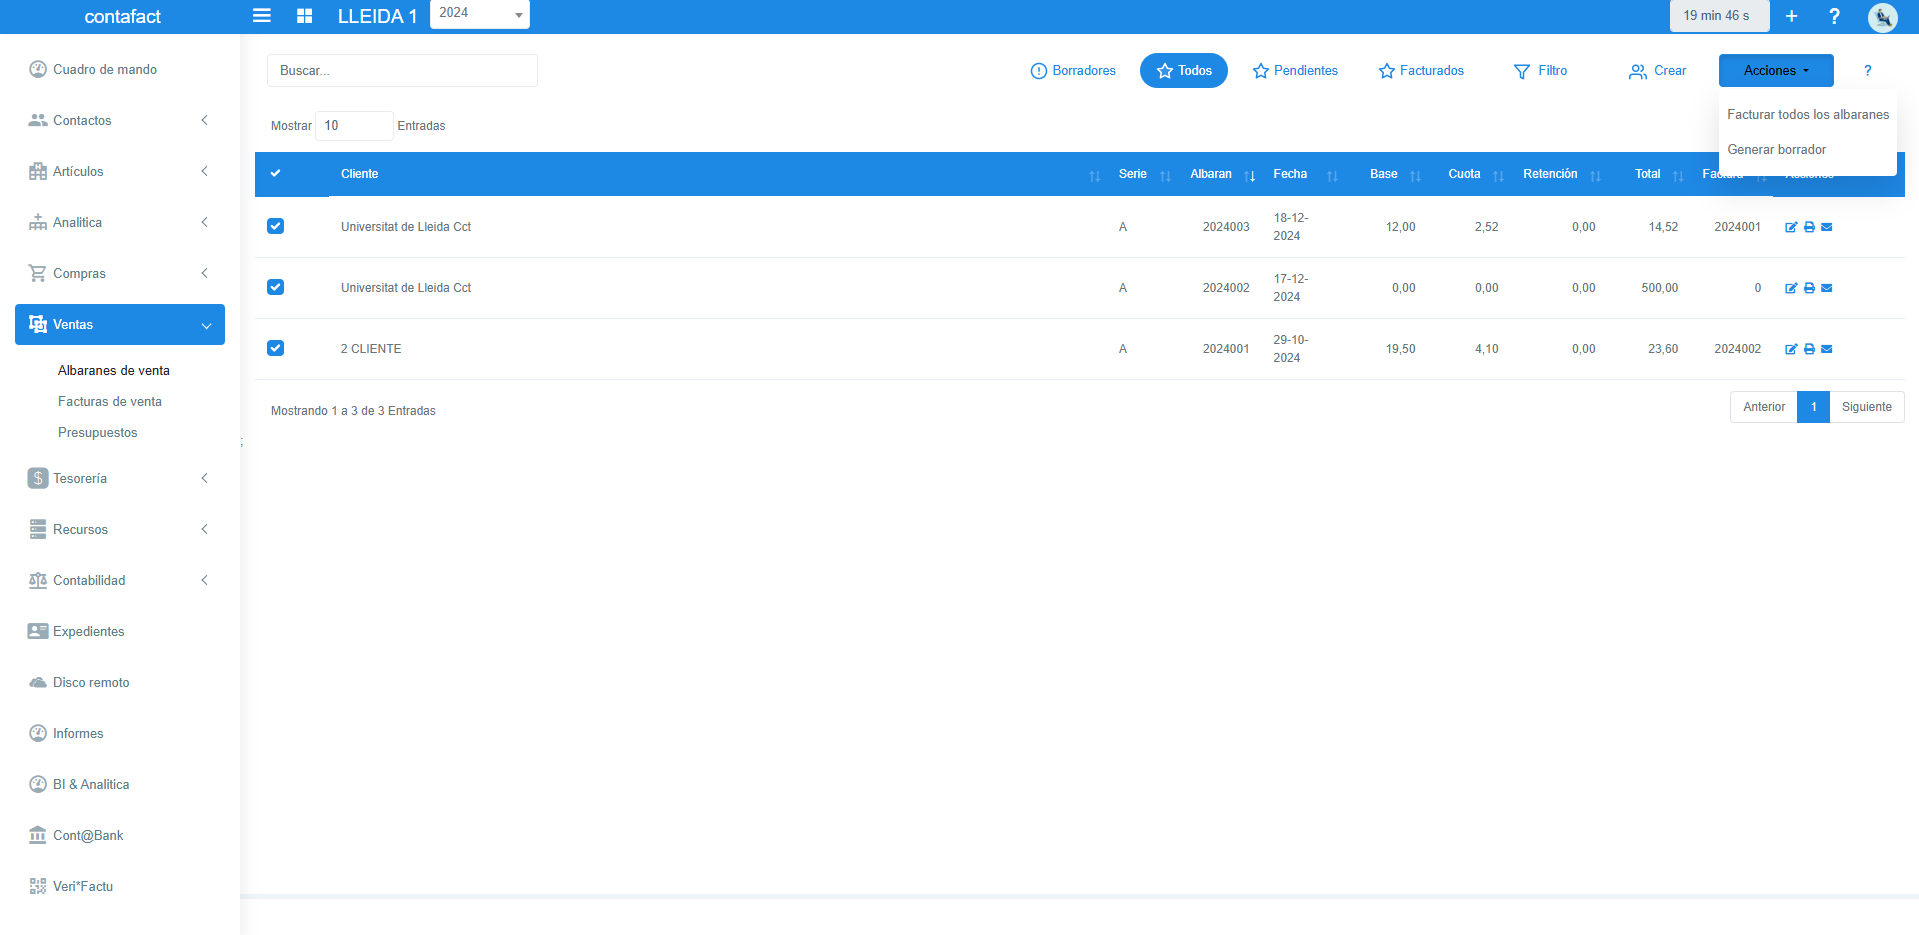 contafact
LLEIDA 1
2024
19 min 46 s
+
?
Cuadro de mando
Contactos
Artículos
Analitica
Compras
Ventas
Albaranes de venta
Facturas de venta
Presupuestos
Tesorería
Recursos
Contabilidad
Expedientes
Disco remoto
Informes
BI & Analitica
Cont@Bank
Veri*Factu
;
Buscar...
Borradores
Todos
Pendientes
Facturados
Filtro
Crear
Acciones
?
Facturar todos los albaranes
Generar borrador
Mostrar 10 Entradas
Cliente Serie Albaran Fecha Base Cuota Retención Total Factura Acciones
Universitat de Lleida Cct A 2024003 18-12-2024 12,00 2,52 0,00 14,52 2024001
Universitat de Lleida Cct A 2024002 17-12-2024 0,00 0,00 0,00 500,00 0
2 CLIENTE A 2024001 29-10-2024 19,50 4,10 0,00 23,60 2024002
Mostrando 1 a 3 de 3 Entradas
Anterior 1 Siguiente